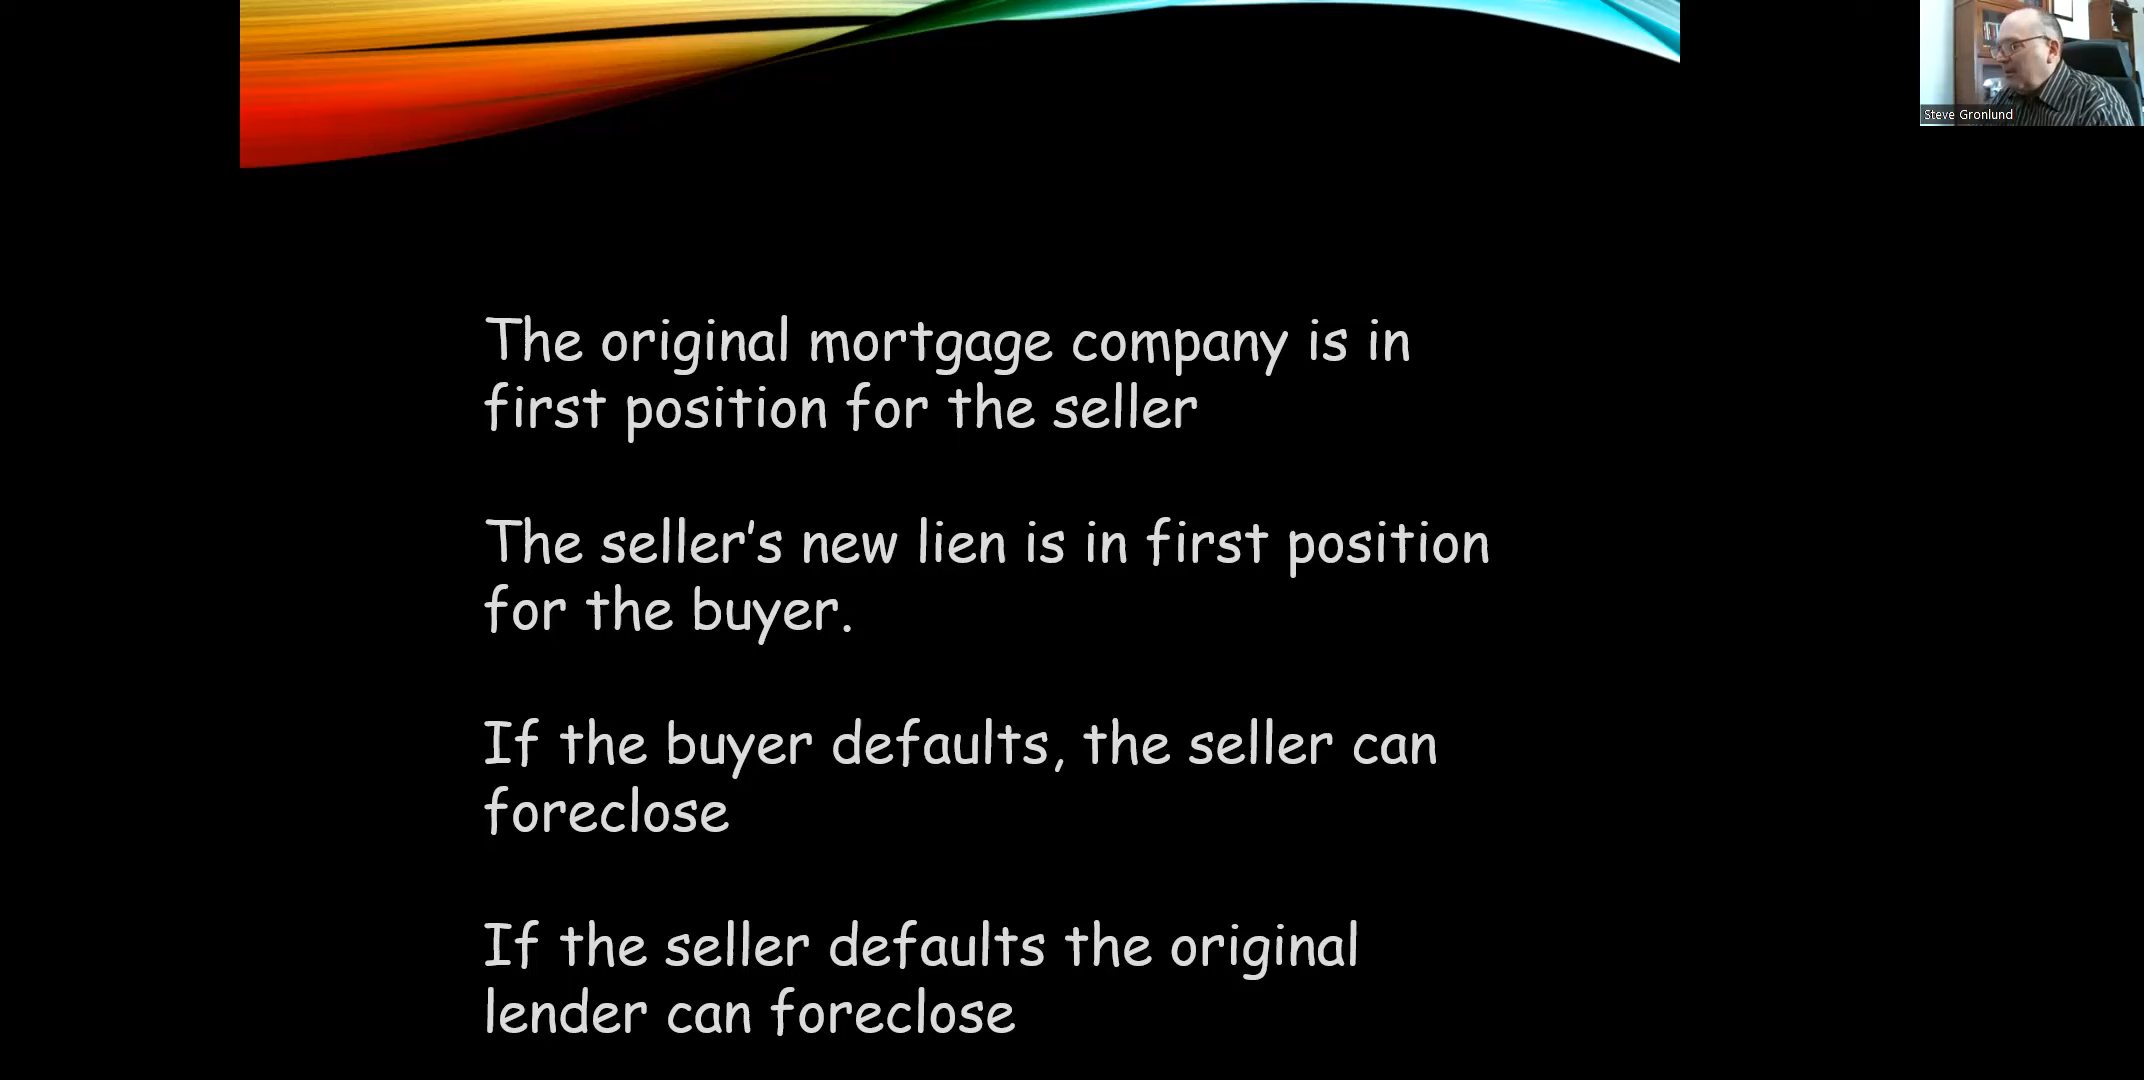 Steve Gronlund
The original mortgage company is in
first position for the seller
The seller’s new lien is in first position
for the buyer.
If the buyer defaults, the seller can
foreclose
If the seller defaults the original
lender can foreclose